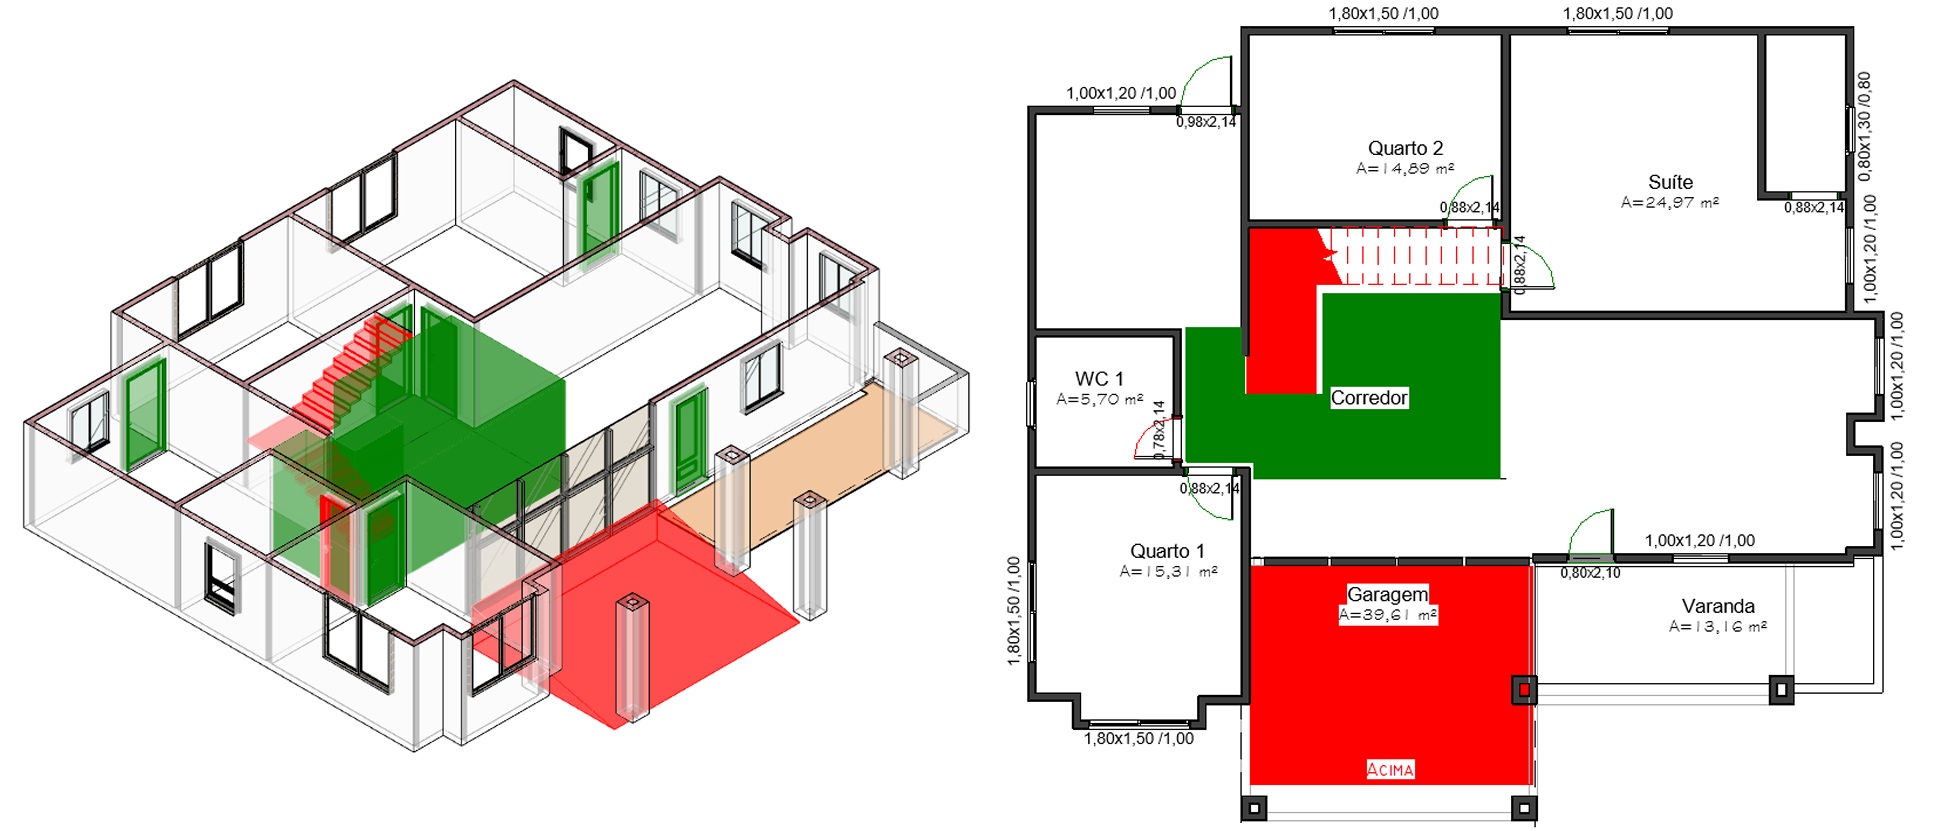 1,80x1,50 /1,00
1,80x1,50 /1,00
1,00x1,20 /1,00
0,98x2,14
0,80x1,30 /0,80
Quarto 2
A=14,89 m²
Suíte
A=24,97 m²
0,88x2,14
0,88x2,14
1,00x1,20 /1,00
0,88x2,14
1,00x1,20 /1,00
WC 1
A=5,70 m²
Corredor
0,78x2,14
0,88x2,14
1,00x1,20 /1,00
Quarto 1
A=15,31 m²
1,00x1,20 /1,00
0,80x2,10
1,80x1,50 /1,00
Garagem
A=39,61 m²
Varanda
A=13,16 m²
1,80x1,50 /1,00
ACIMA